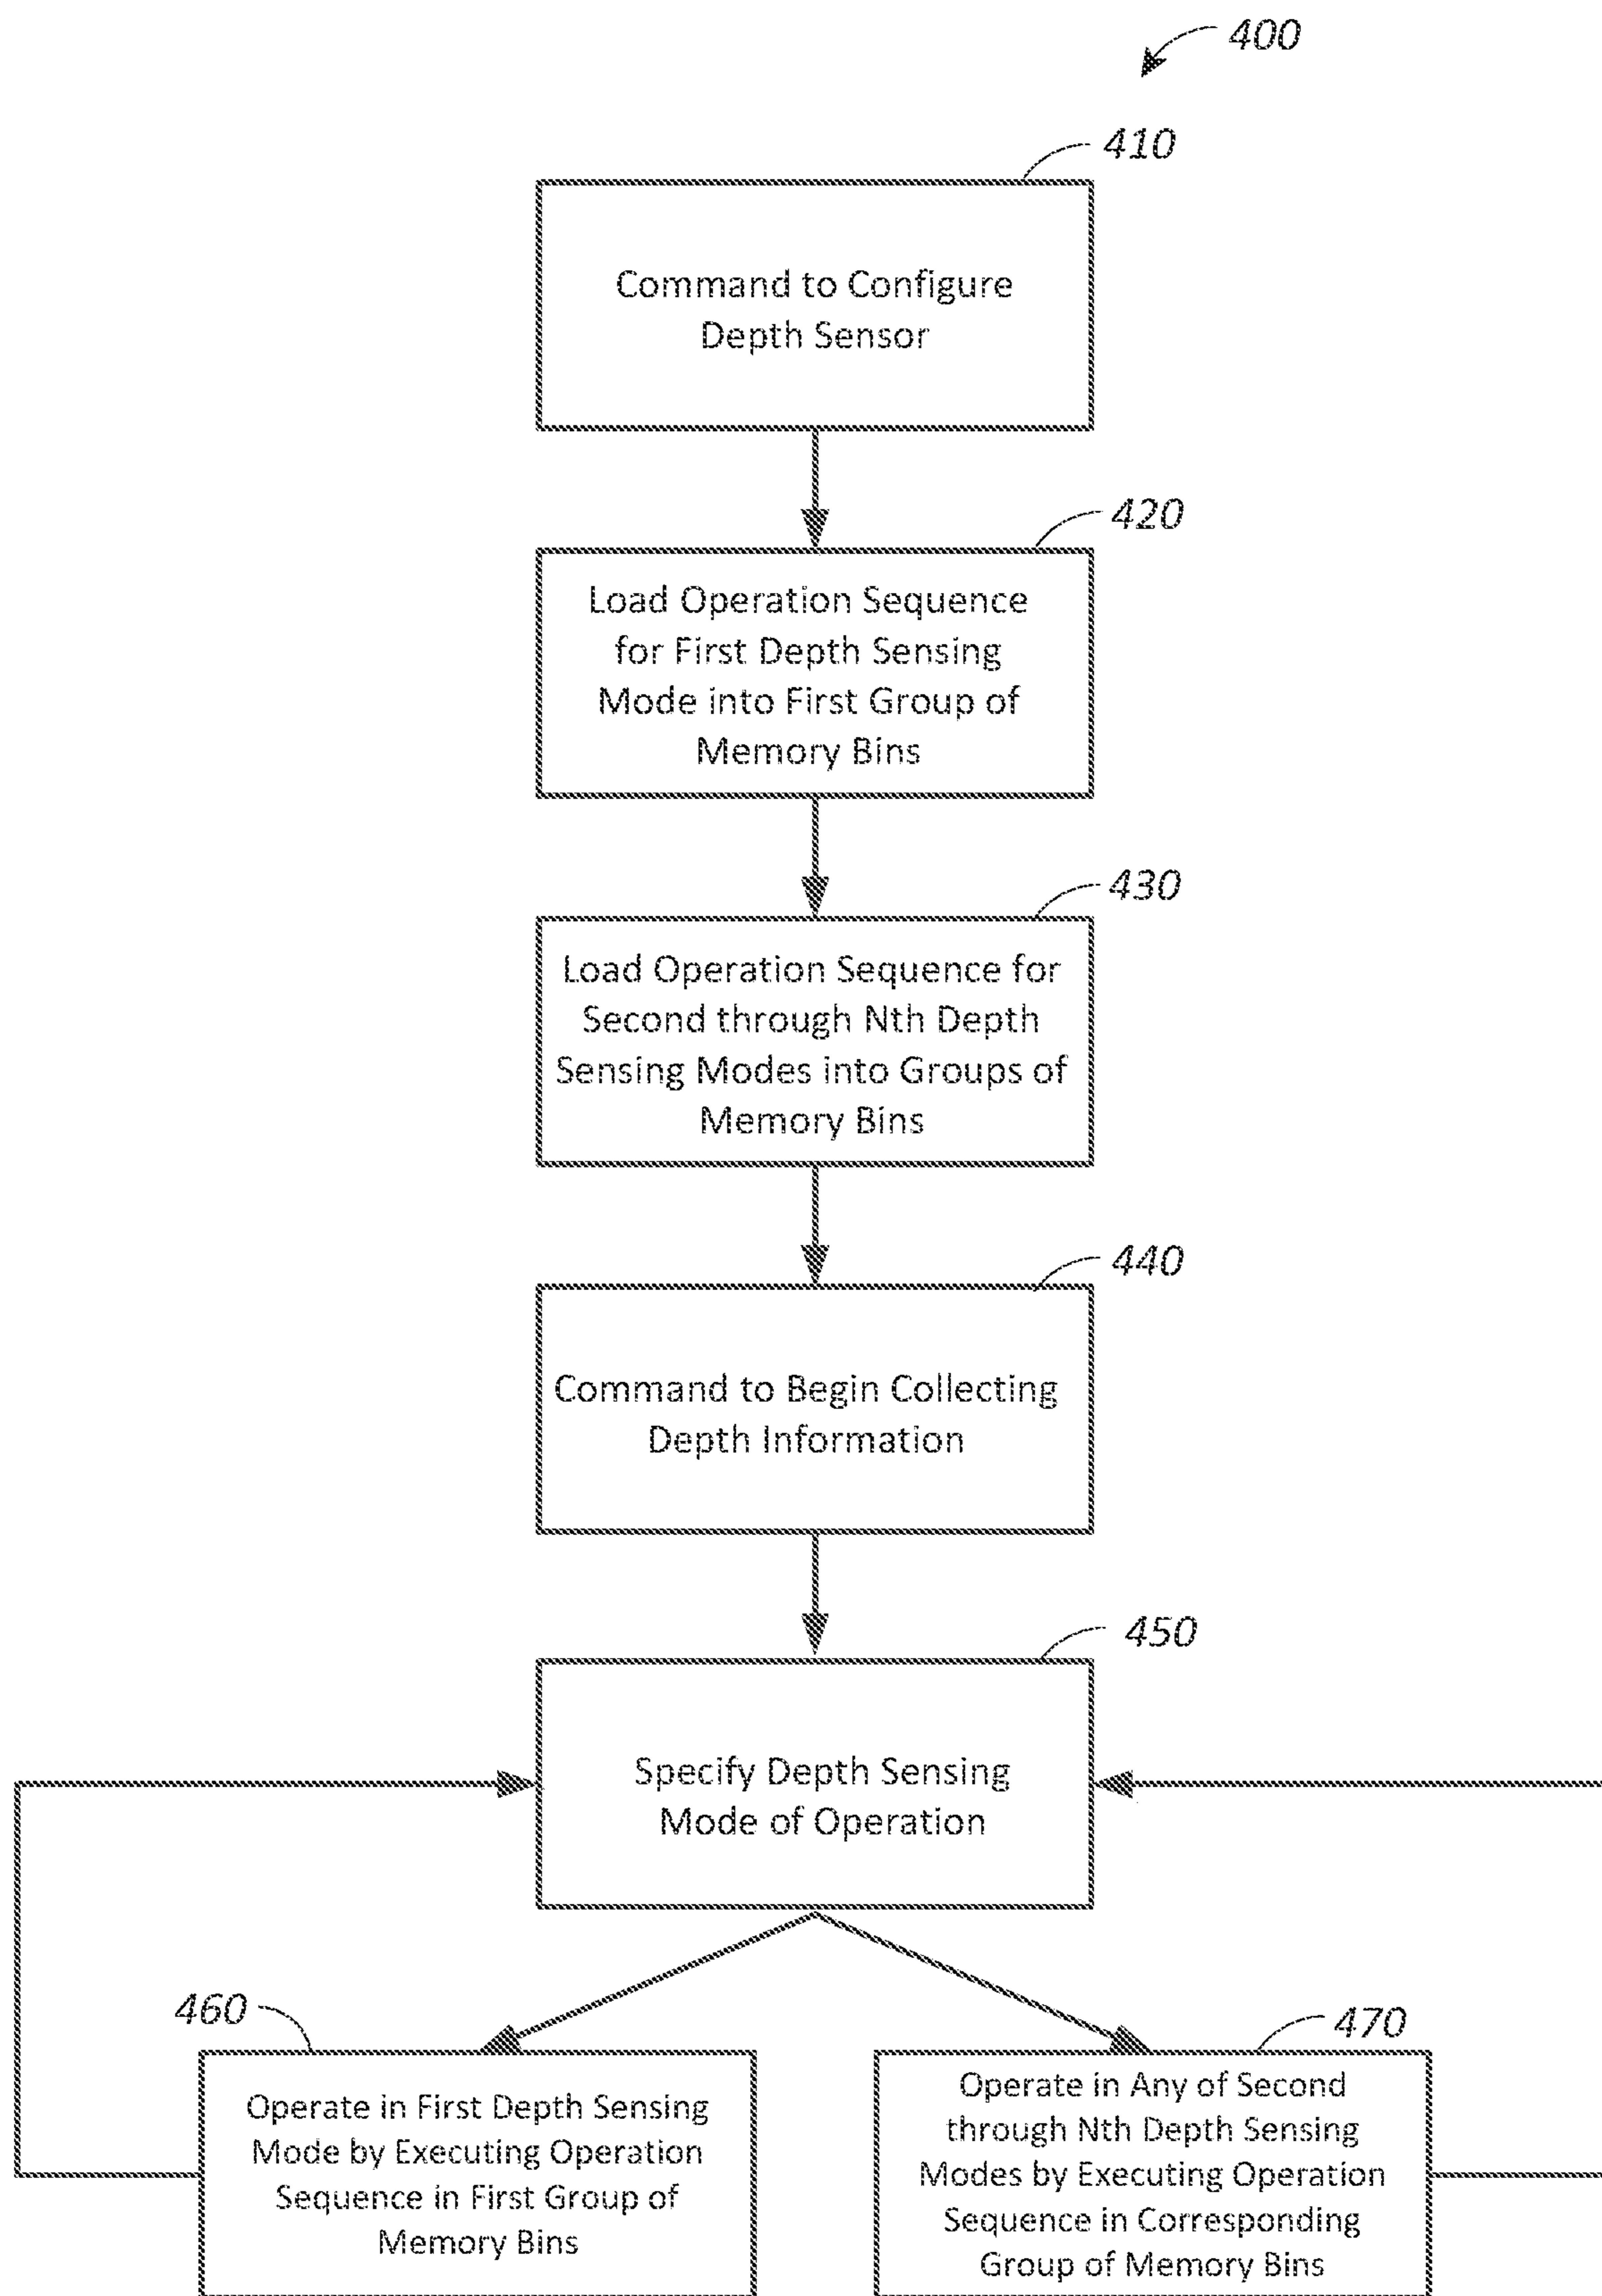 400
410
Command to Configure
Depth Sensor
420
Load Operation Sequence
for First Depth Sensing
Mode into First Group of
Memory Bins
430
Load Operation Sequence for
Second through Nth Depth
Sensing Modes into Groups of
Memory Bins
440
Command to Begin Collecting
Depth Information
450
Specify Depth Sensing
Mode of Operation
460
Operate in First Depth Sensing
Mode by Executing Operation
Sequence in First Group of
Memory Bins
470
Operate in Any of Second
through Nth Depth Sensing
Modes by Executing Operation
Sequence in Corresponding
Group of Memory Bins